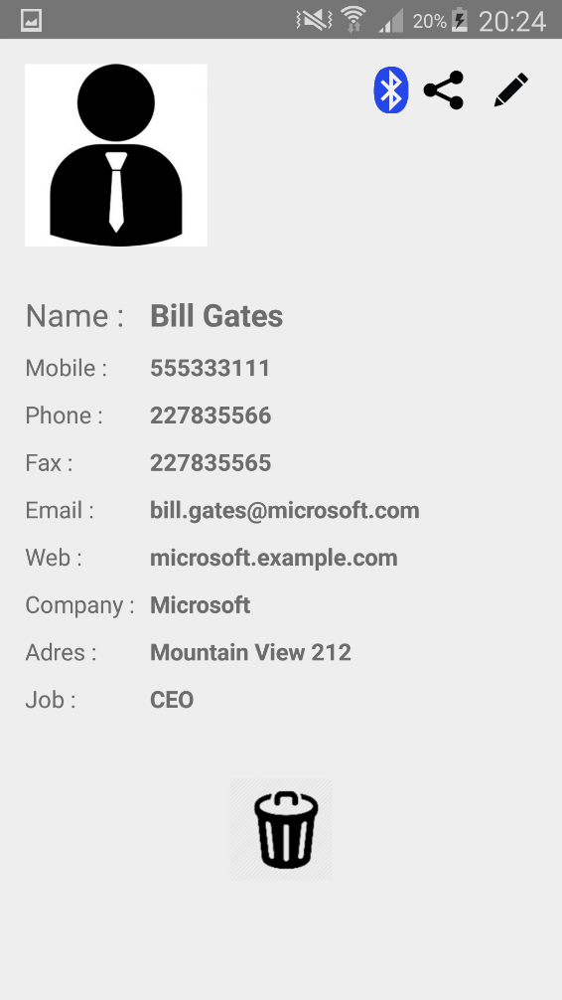 20% 20:24
Name : Bill Gates
Mobile : 555333111
Phone : 227835566
Fax : 227835565
Email : bill.gates@microsoft.com
Web : microsoft.example.com
Company : Microsoft
Adres : Mountain View 212
Job : CEO